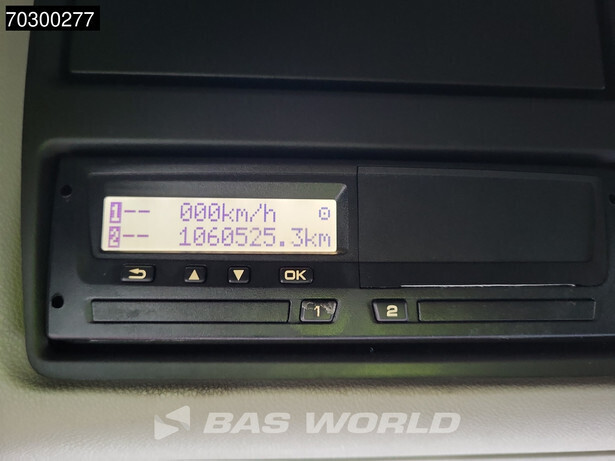 70300277
1-- 000km/h
2-- 1060525.3km
OK
1
2
BAS WORLD